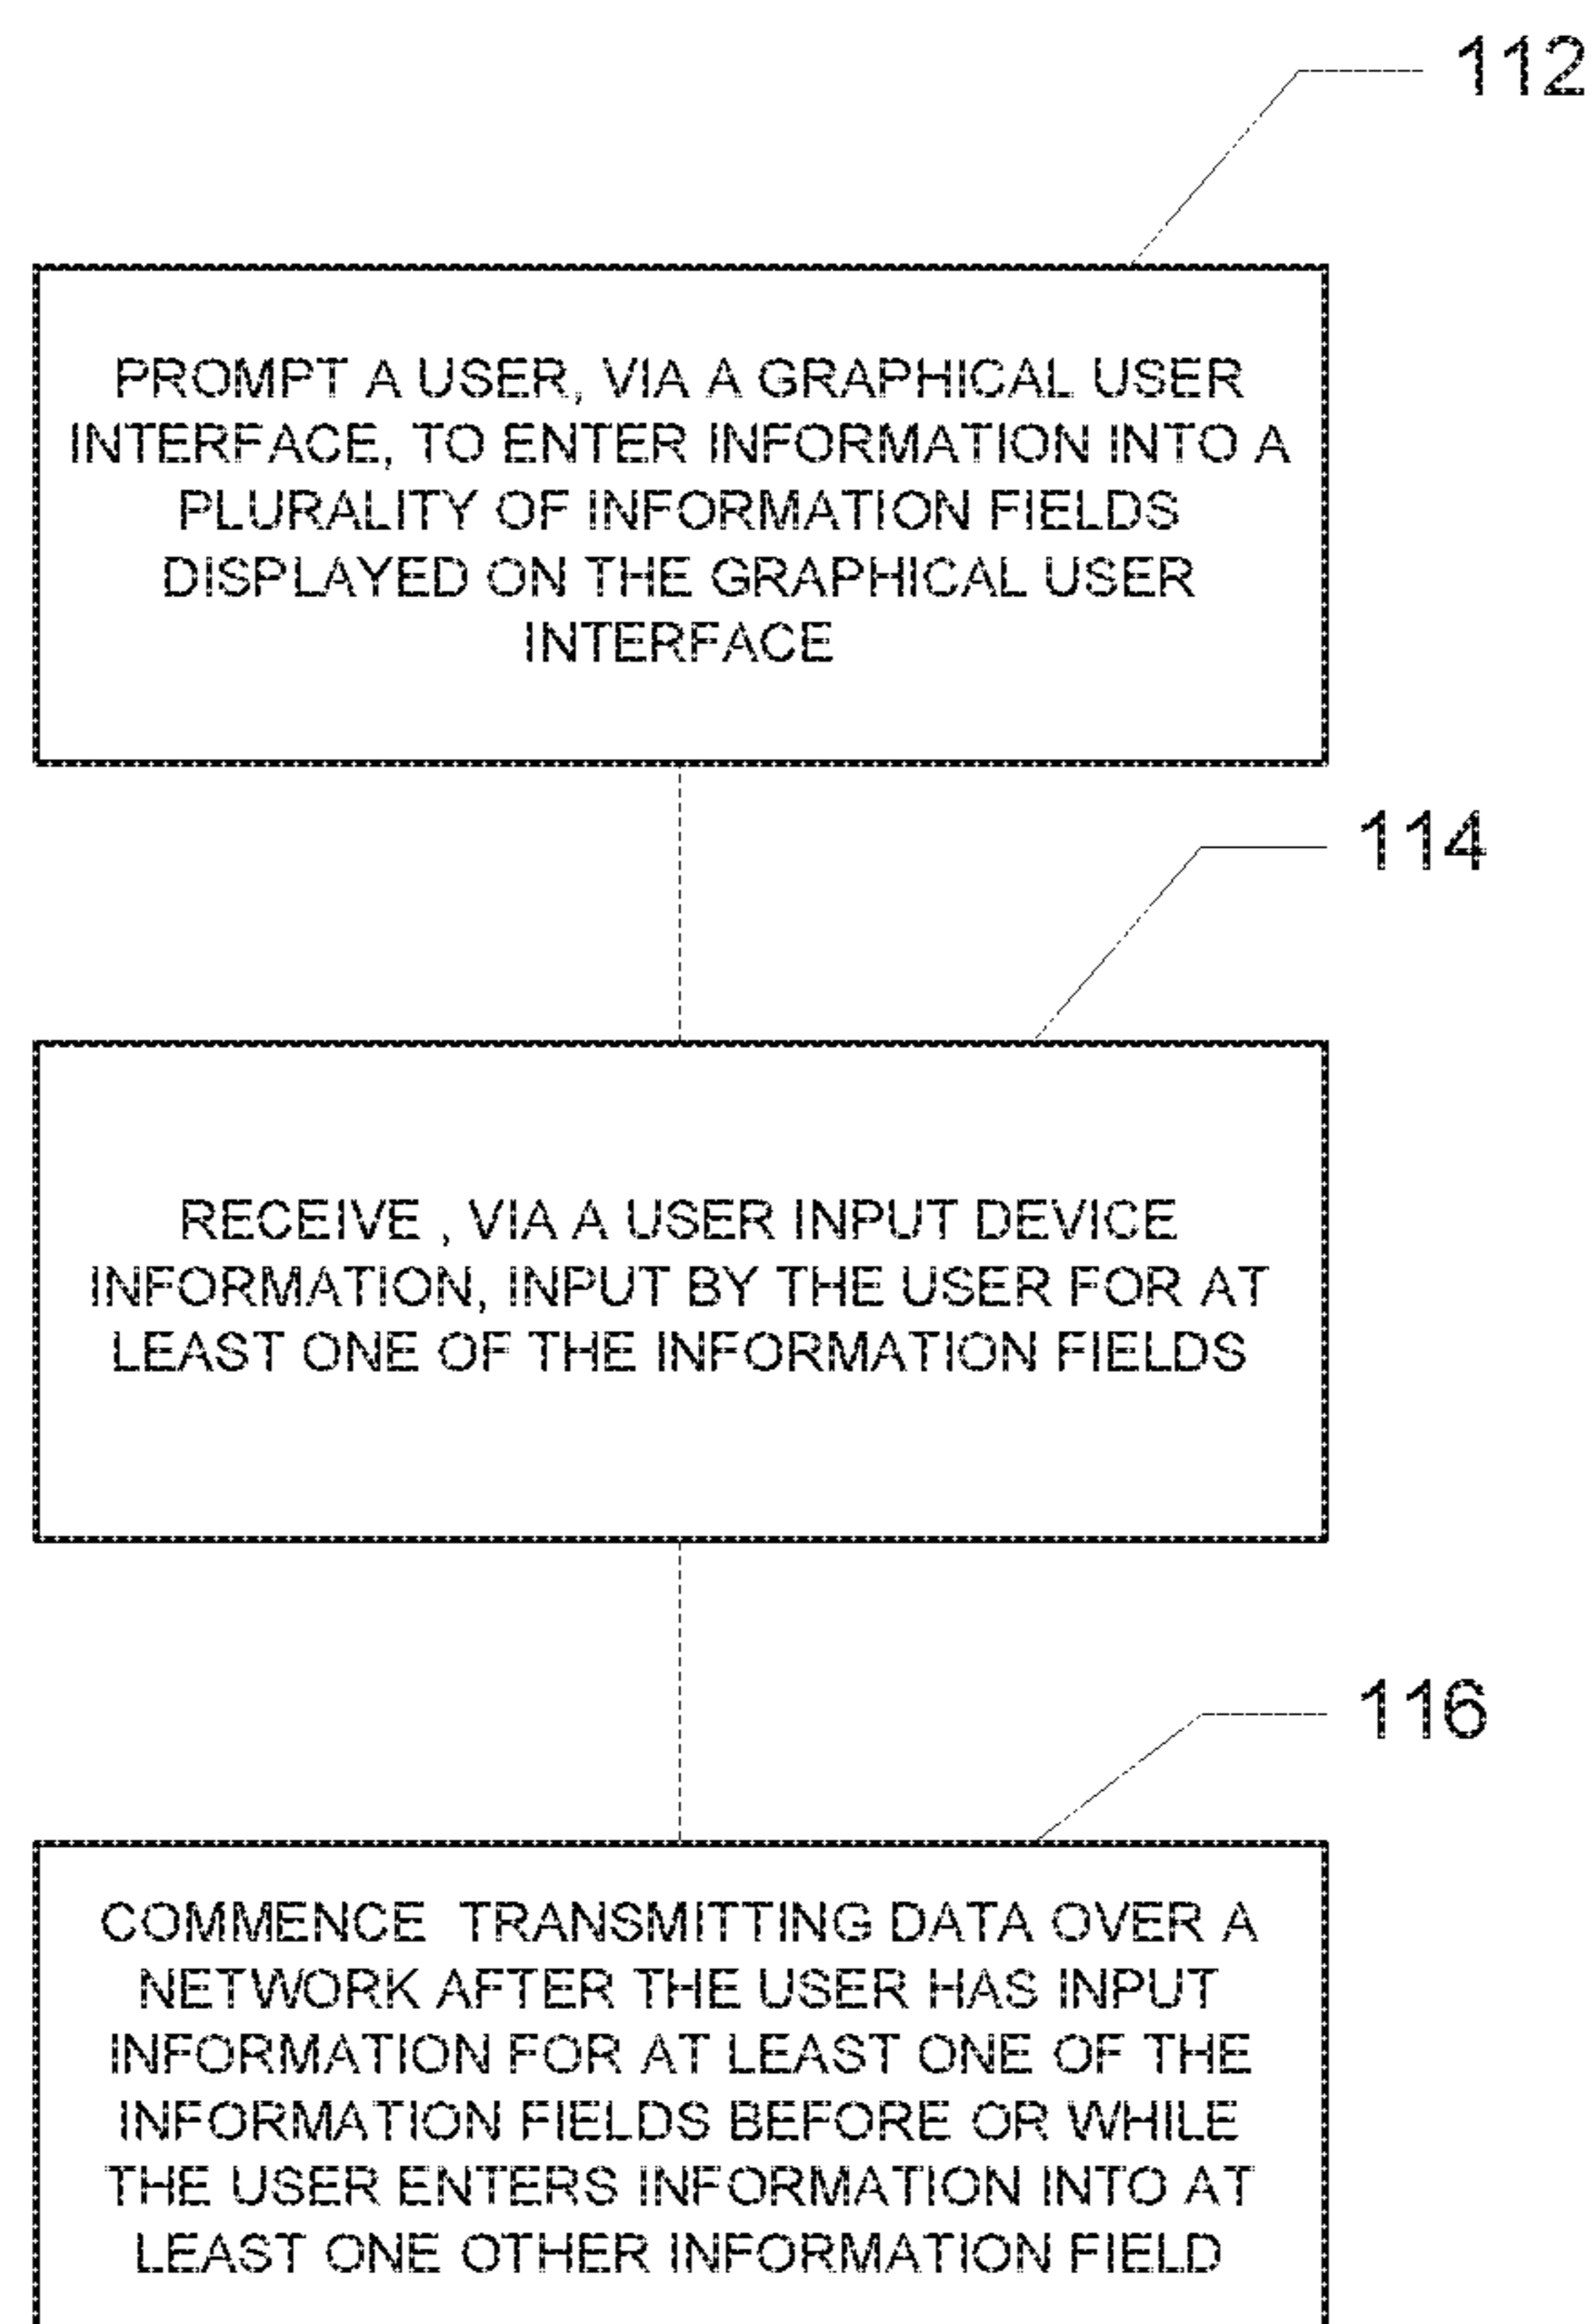 112
PROMPT A USER, VIA A GRAPHICAL USER
INTERFACE, TO ENTER INFORMATION INTO A
PLURALITY OF INFORMATION FIELDS
DISPLAYED ON THE GRAPHICAL USER
INTERFACE
114
RECEIVE , VIA A USER INPUT DEVICE
INFORMATION, INPUT BY THE USER FOR AT
LEAST ONE OF THE INFORMATION FIELDS
116
COMMENCE TRANSMITTING DATA OVER A
NETWORK AFTER THE USER HAS INPUT
INFORMATION FOR AT LEAST ONE OF THE
INFORMATION FIELDS BEFORE OR WHILE
THE USER ENTERS INFORMATION INTO AT
LEAST ONE OTHER INFORMATION FIELD